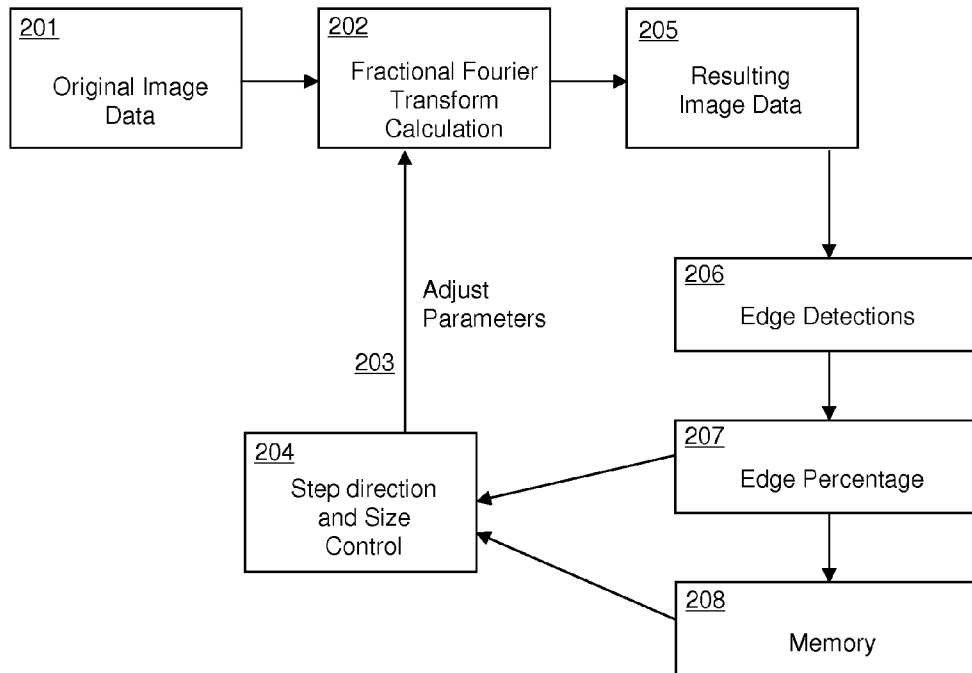 201
Original Image
Data
202
Fractional Fourier
Transform
Calculation
205
Resulting
Image Data
206
Edge Detections
Adjust
Parameters
203
207
Edge Percentage
204
Step direction
and Size
Control
208
Memory